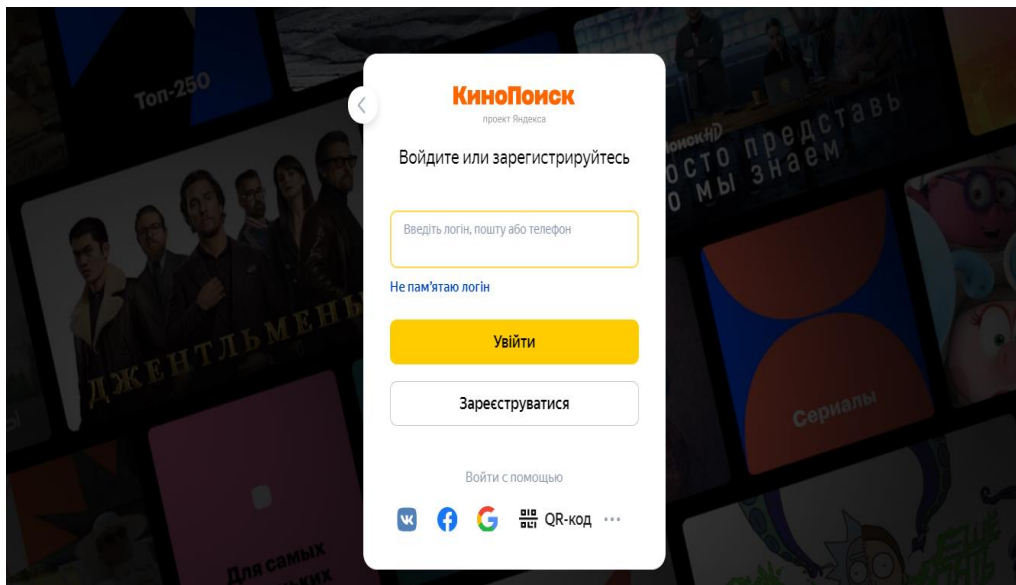 Топ-250
КиноПоиск
проект Яндекса
Войдите или зарегистрируйтесь
Введіть логін, пошту або телефон
Не пам'ятаю логін
Увійти
Зареєструватися
Войти с помощью
QR-код
ДЖЕНТЛЬМЕНЫ
Для самых
представь
мы знаем
Сериалы